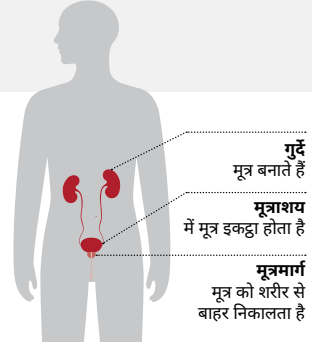 गुर्दे
मूत्र बनाते हैं
मूत्राशय
में मूत्र इकट्ठा होता है
मूत्रमार्ग
मूत्र को शरीर से
बाहर निकालता है